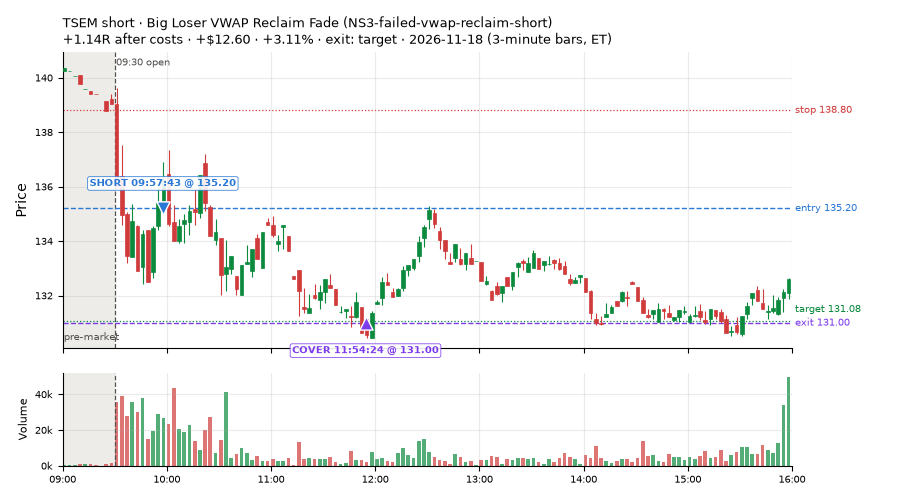 TSEM short · Big Loser VWAP Reclaim Fade (NS3-failed-vwap-reclaim-short)
+1.14R after costs · +$12.60 · +3.11% · exit: target · 2026-11-18 (3-minute bars, ET)
09:30 open
140
138
136
134
132
Price
stop 138.80
SHORT 09:57:43 @ 135.20
entry 135.20
target 131.08
exit 131.00
pre-market
COVER 11:54:24 @ 131.00
Volume
40k
20k
0k
09:00
10:00
11:00
12:00
13:00
14:00
15:00
16:00